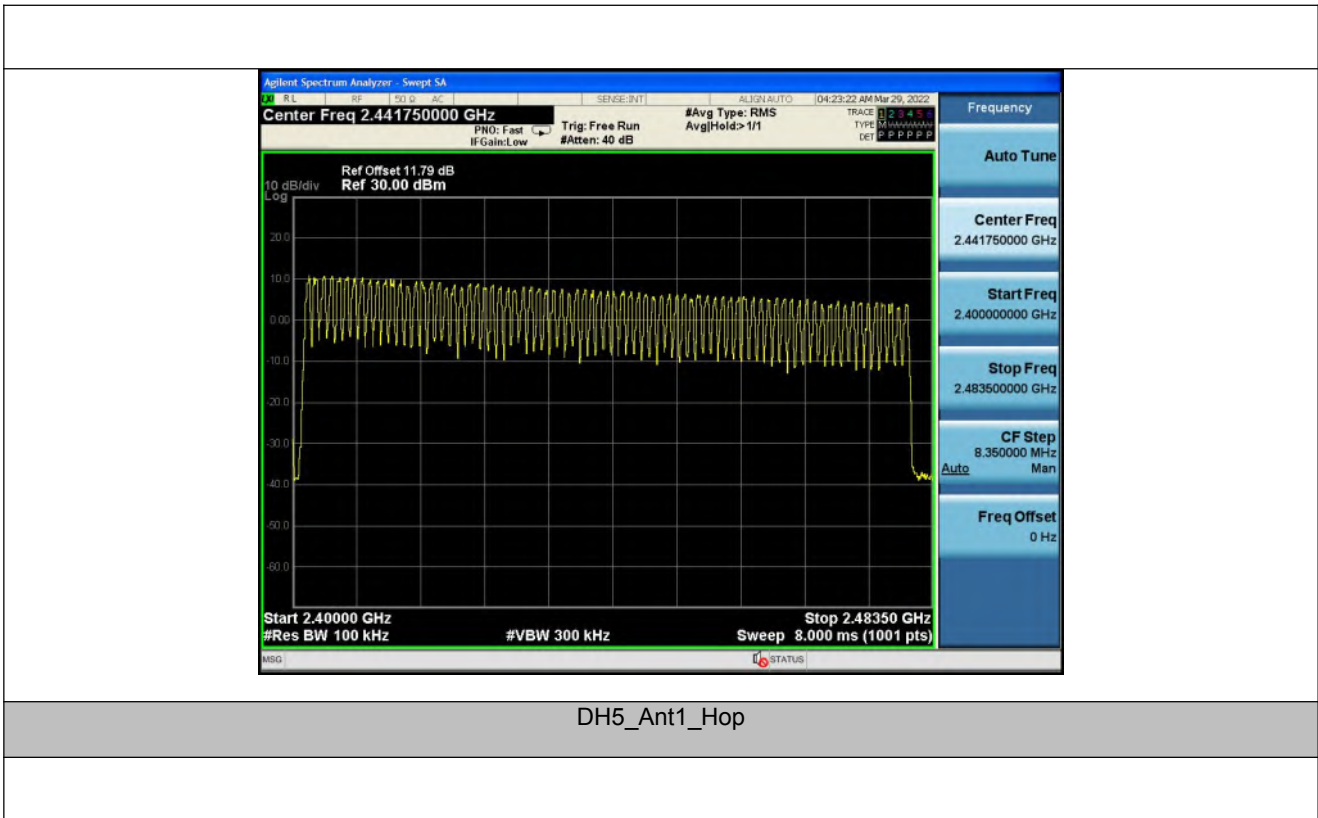 Agilent Spectrum Analyzer - Swept SA
LXI RL RF 50 Ω AC SENSE:INT ALIGN AUTO 04:23:22 AM Mar 29, 2022
Center Freq 2.441750000 GHz
PNO: Fast
IFGain:Low
Trig: Free Run
#Atten: 40 dB
#Avg Type: RMS
Avg|Hold:>1/1
TRACE 1 2 3 4 5 6
TYPE M
DET P P P P P P
Ref Offset 11.79 dB
10 dB/div Ref 30.00 dBm
Log
20.0
10.0
0.00
-10.0
-20.0
-30.0
-40.0
-50.0
-60.0
Start 2.40000 GHz Stop 2.48350 GHz
#Res BW 100 kHz #VBW 300 kHz Sweep 8.000 ms (1001 pts)
MSG STATUS
Frequency
Auto Tune
Center Freq
2.441750000 GHz
Start Freq
2.400000000 GHz
Stop Freq
2.483500000 GHz
CF Step
8.350000 MHz
Auto Man
Freq Offset
0 Hz
DH5_Ant1_Hop